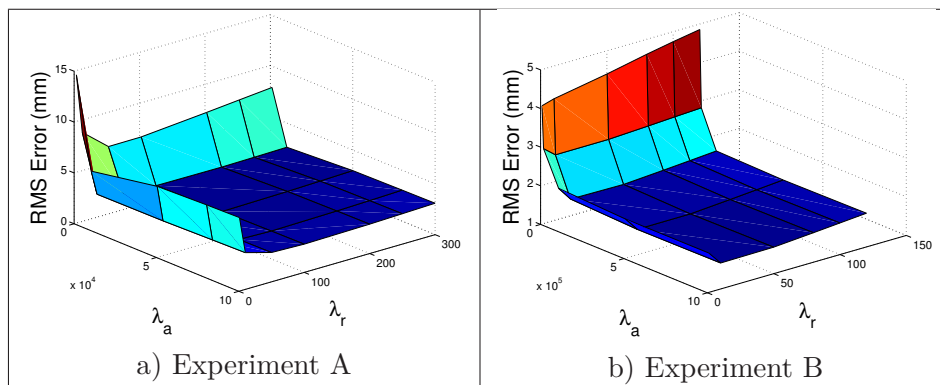 RMS Error (mm)
15
10
5
0
0
5
10
x 10^4
λ_a
0
100
200
300
λ_r
a) Experiment A
RMS Error (mm)
5
4
3
2
1
0
5
10
x 10^5
λ_a
0
50
100
150
λ_r
b) Experiment B